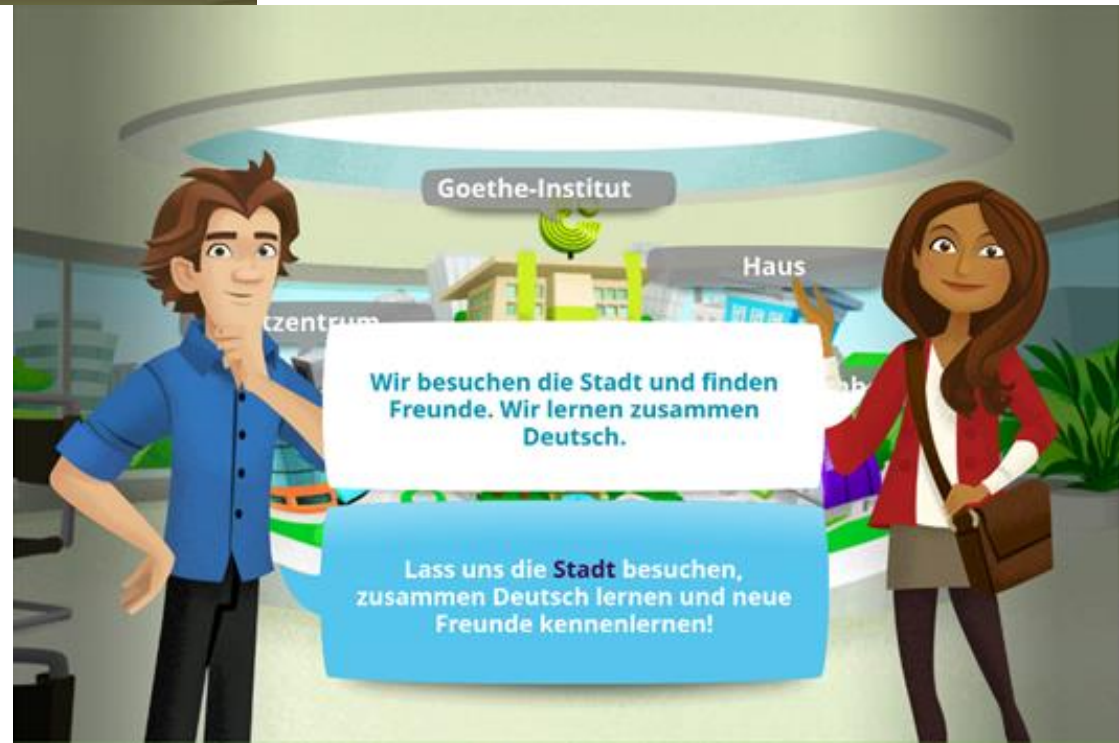 Goethe-Institut
Haus
Wir besuchen die Stadt und finden
Freunde. Wir lernen zusammen
Deutsch.
Lass uns die Stadt besuchen,
zusammen Deutsch lernen und neue
Freunde kennenlernen!